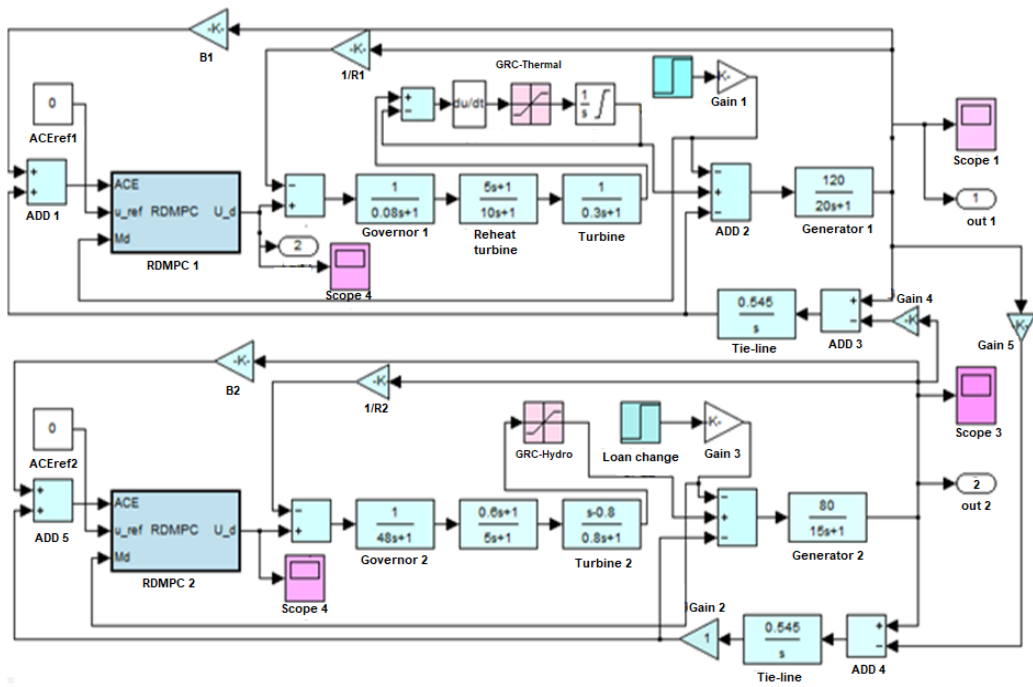 -K-
B1
-K-
1/R1
GRC-Thermal
K-
Gain 1
0
ACEref1
+
-
du/dt
1
s
Scope 1
+
+
ADD 1
ACE
u_ref RDMPC U_d
Md
RDMPC 1
-
+
1
0.08s+1
Governor 1
5s+1
10s+1
Reheat
turbine
1
0.3s+1
Turbine
-
+
-
ADD 2
120
20s+1
Generator 1
1
out 1
2
Scope 4
0.545
s
Tie-line
+
-
ADD 3
Gain 4
-K
-K-
Gain 5
-K-
B2
-K-
1/R2
0
ACEref2
GRC-Hydro
Loan change
K-
Gain 3
Scope 3
+
+
ADD 5
ACE
u_ref RDMPC U_d
Md
RDMPC 2
-
+
1
48s+1
Governor 2
0.6s+1
5s+1
s-0.8
0.8s+1
Turbine 2
-
+
-
80
15s+1
Generator 2
2
out 2
Scope 4
Gain 2
1
0.545
s
Tie-line
+
-
ADD 4